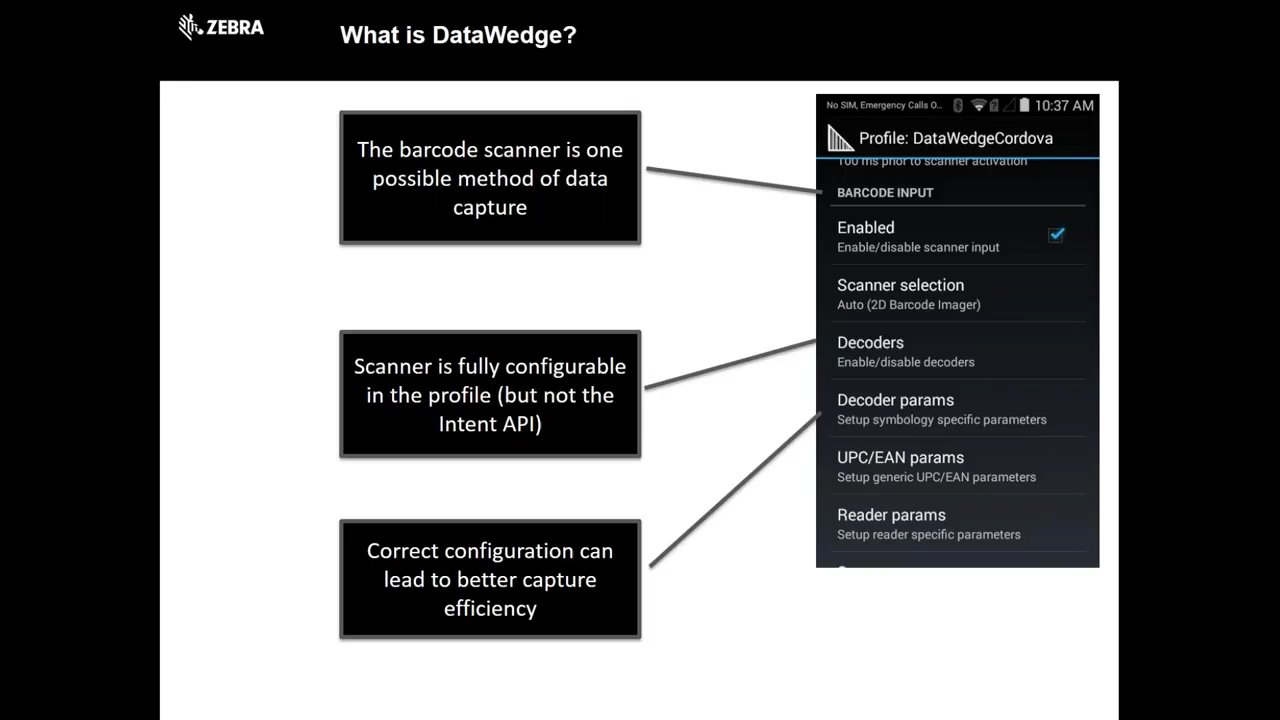 ZEBRA
What is DataWedge?
The barcode scanner is one
possible method of data
capture
Scanner is fully configurable
in the profile (but not the
Intent API)
Correct configuration can
lead to better capture
efficiency
No SIM, Emergency Calls O...
10:37 AM
Profile: DataWedgeCordova
100 ms prior to scanner activation
BARCODE INPUT
Enabled
Enable/disable scanner input
Scanner selection
Auto (2D Barcode Imager)
Decoders
Enable/disable decoders
Decoder params
Setup symbology specific parameters
UPC/EAN params
Setup generic UPC/EAN parameters
Reader params
Setup reader specific parameters